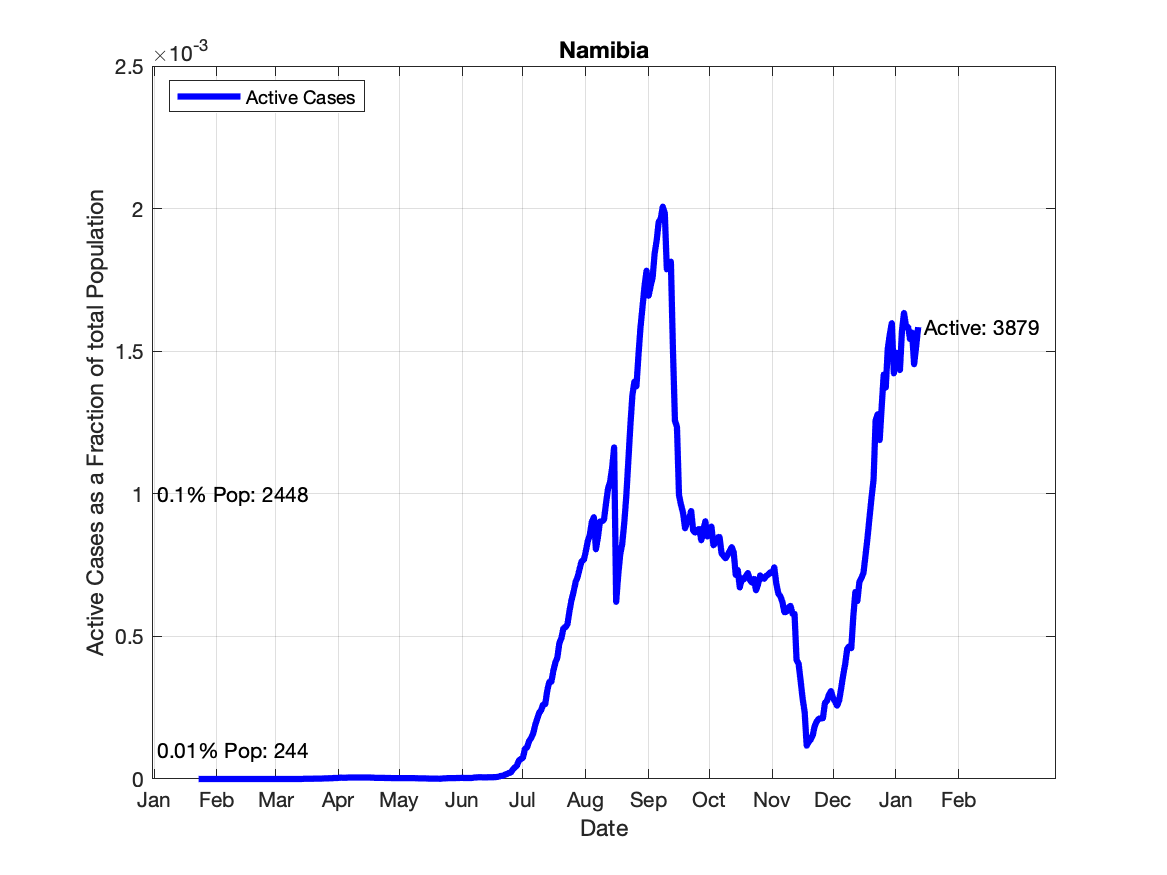 Namibia
×10-3
2.5
2
1.5
1
0.5
0
Active Cases as a Fraction of total Population
Active Cases
Active: 3879
0.1% Pop: 2448
0.01% Pop: 244
Jan Feb Mar Apr May Jun Jul Aug Sep Oct Nov Dec Jan Feb
Date